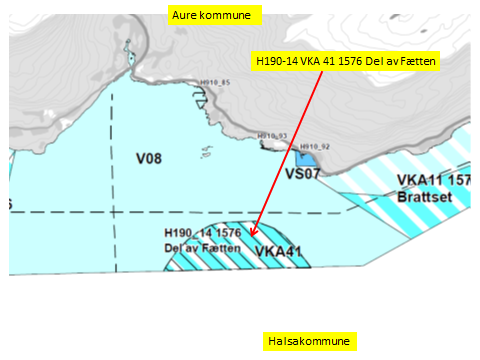 Aure kommune
H190-14 VKA 41 1576 Del av Fætten
H910_85
H910_93
H910_92
V08
VS07
VKA11 157
Brattset
6
H190_14 1576
Del av Fætten
VKA41
Halsakommune